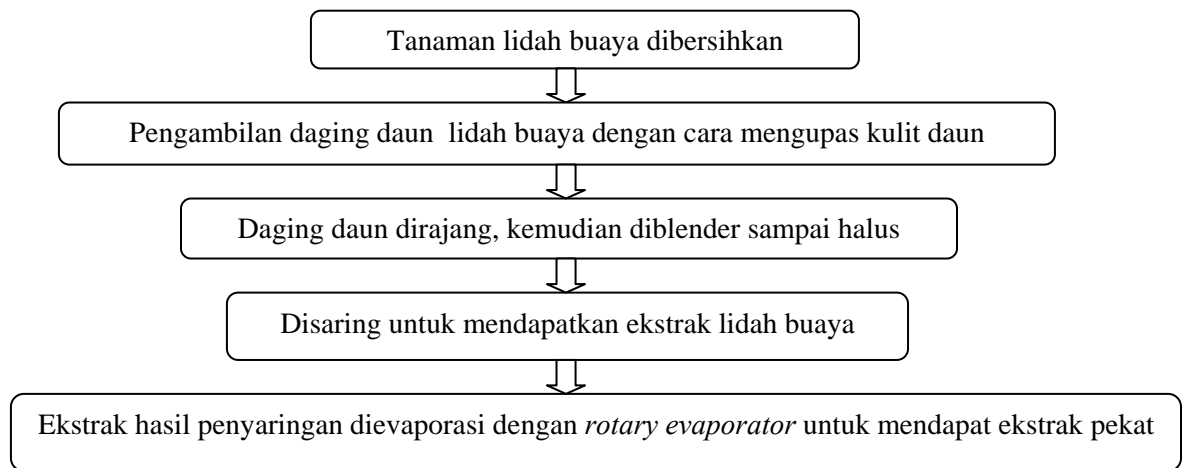 Tanaman lidah buaya dibersihkan
Pengambilan daging daun lidah buaya dengan cara mengupas kulit daun
Daging daun dirajang, kemudian diblender sampai halus
Disaring untuk mendapatkan ekstrak lidah buaya
Ekstrak hasil penyaringan dievaporasi dengan rotary evaporator untuk mendapat ekstrak pekat